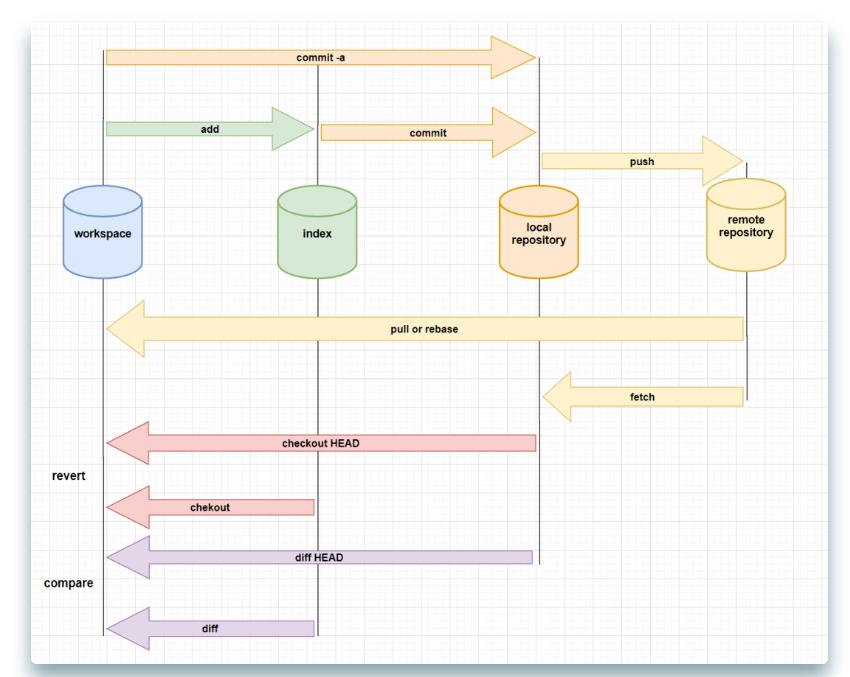 commit -a
add
commit
push
workspace
index
local
repository
remote
repository
pull or rebase
fetch
checkout HEAD
revert
chekout
diff HEAD
compare
diff